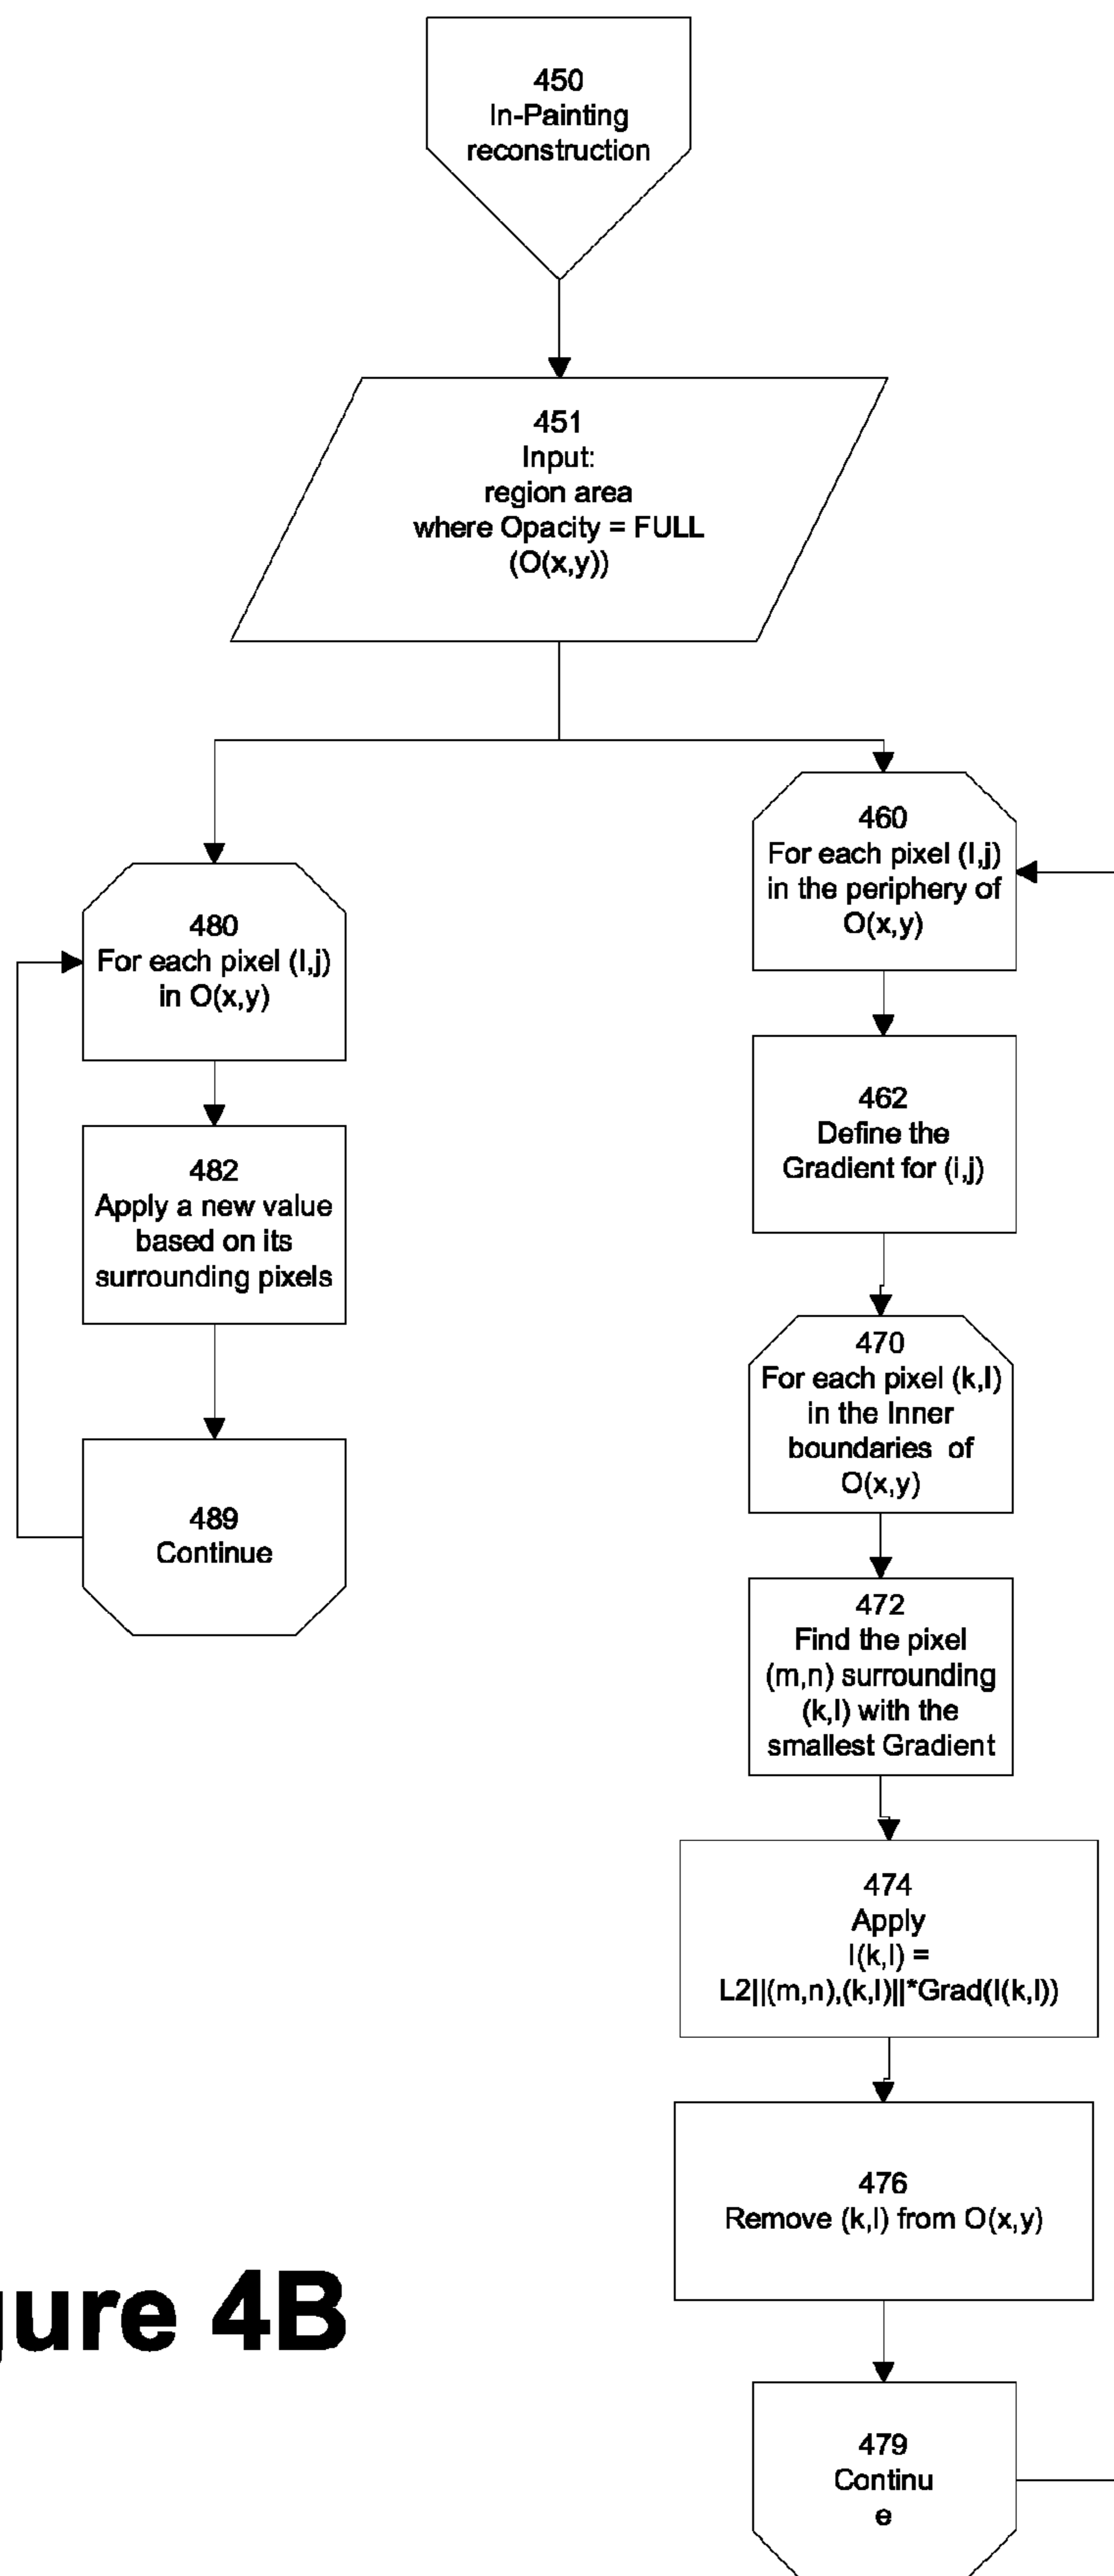 450
In-Painting
reconstruction
451
Input:
region area
where Opacity = FULL
(O(x,y))
480
For each pixel (I,j)
in O(x,y)
482
Apply a new value
based on its
surrounding pixels
489
Continue
460
For each pixel (I,j)
in the periphery of
O(x,y)
462
Define the
Gradient for (i,j)
470
For each pixel (k,l)
in the Inner
boundaries of
O(x,y)
472
Find the pixel
(m,n) surrounding
(k,l) with the
smallest Gradient
474
Apply
I(k,l) =
L2||(m,n),(k,l)||*Grad(I(k,l))
476
Remove (k,l) from O(x,y)
479
Continu
e
gure 4B